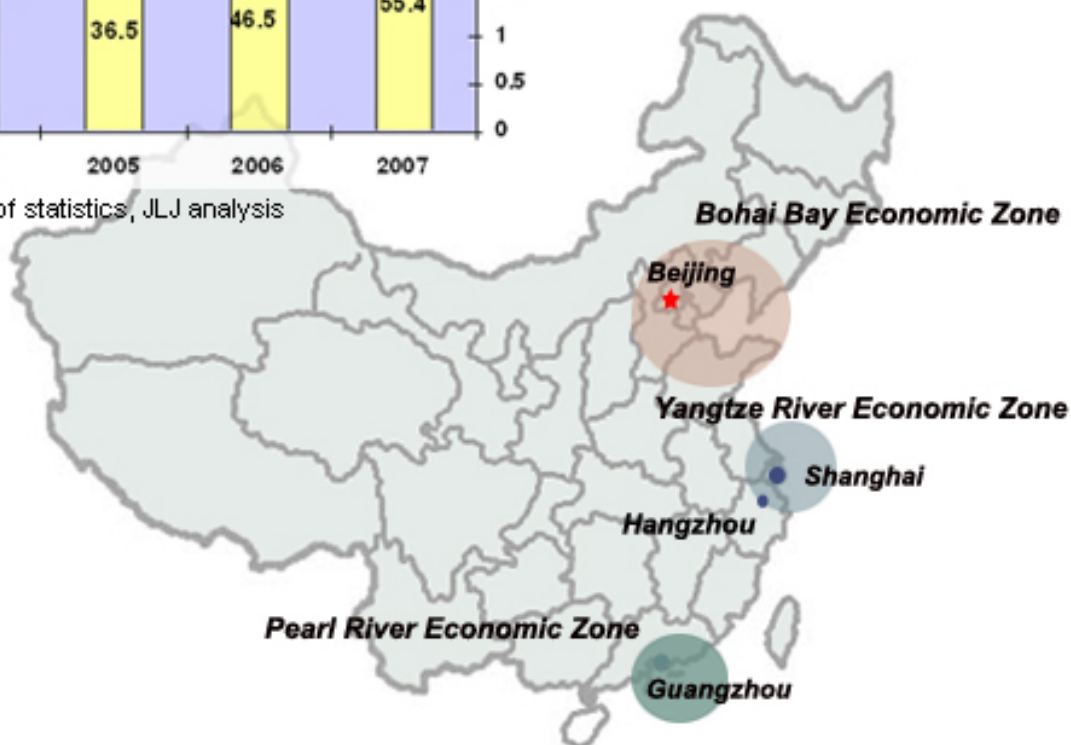 36.5
46.5
55.4
1
0.5
0
2005
2006
2007
of statistics, JLJ analysis
Bohai Bay Economic Zone
Beijing
Yangtze River Economic Zone
Shanghai
Hangzhou
Pearl River Economic Zone
Guangzhou